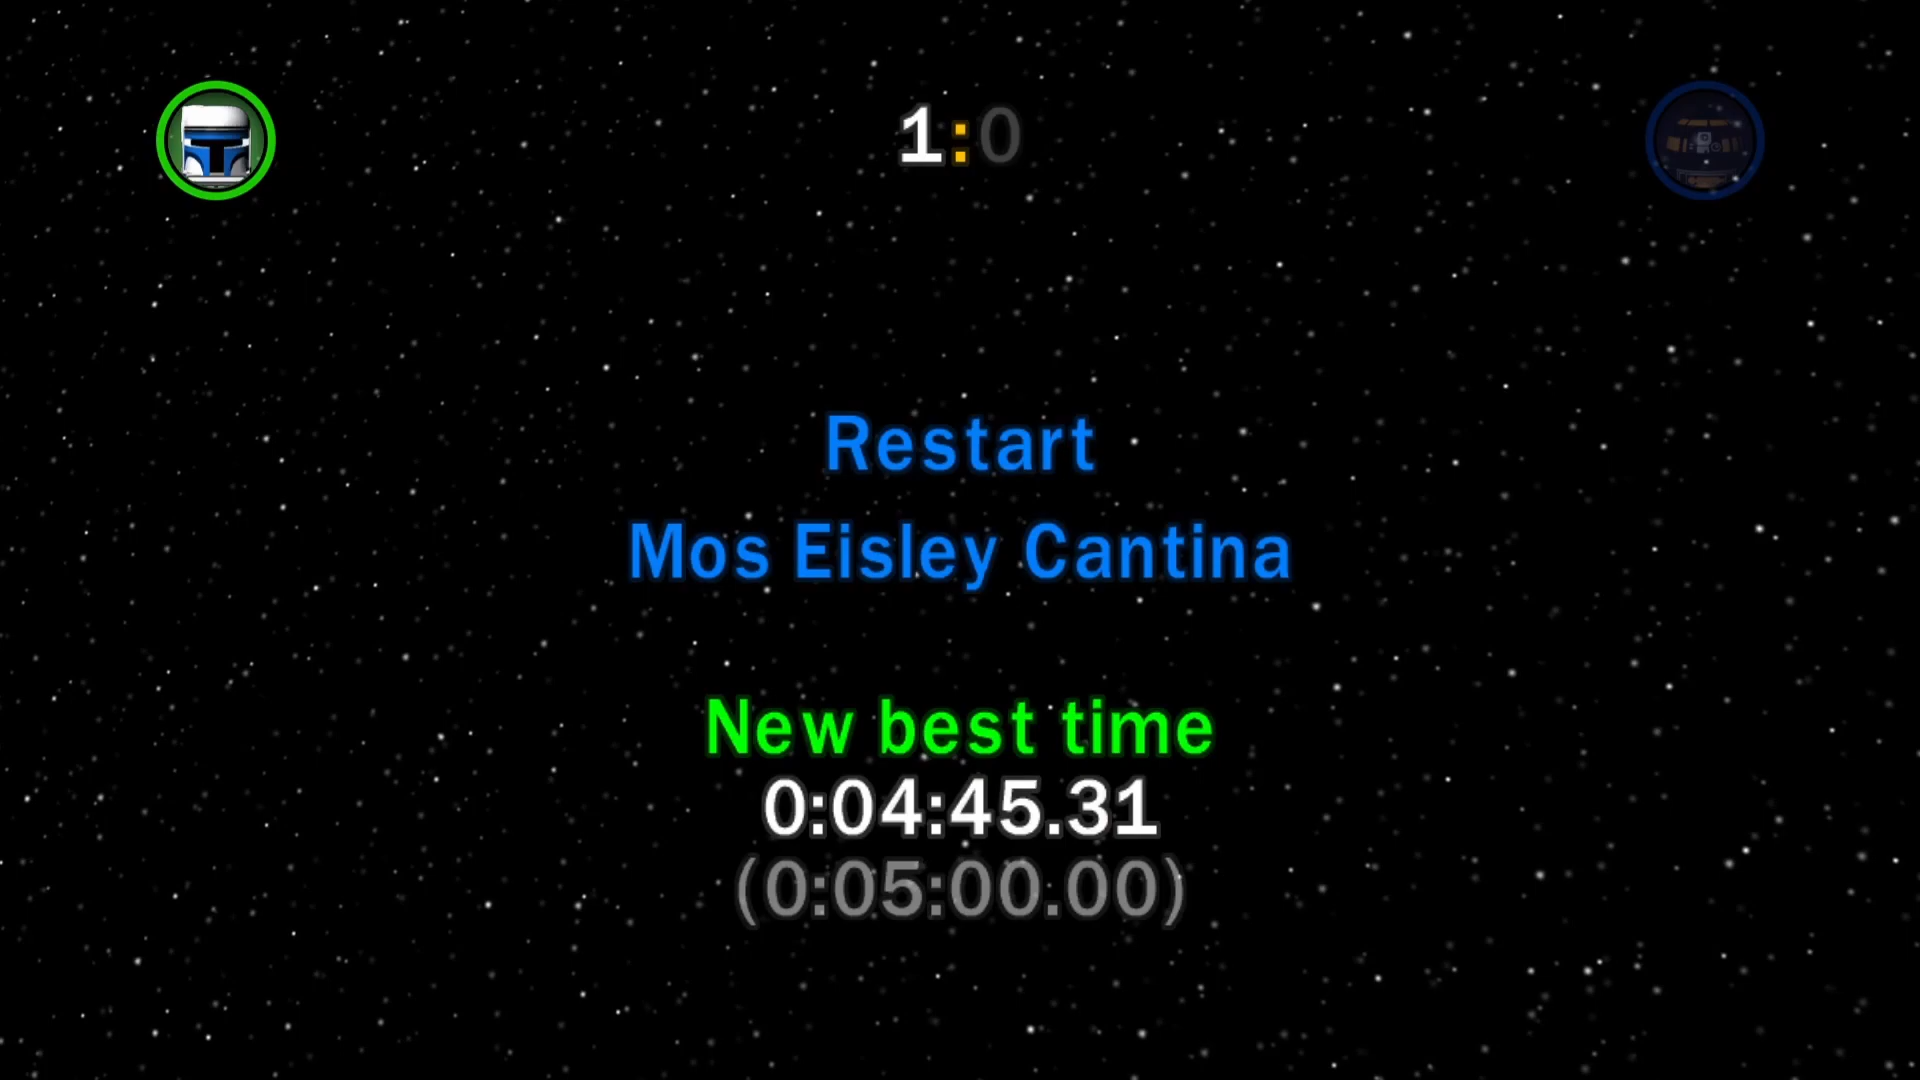 1:0
Restart
Mos Eisley Cantina
New best time
0:04:45.31
(0:05:00.00)